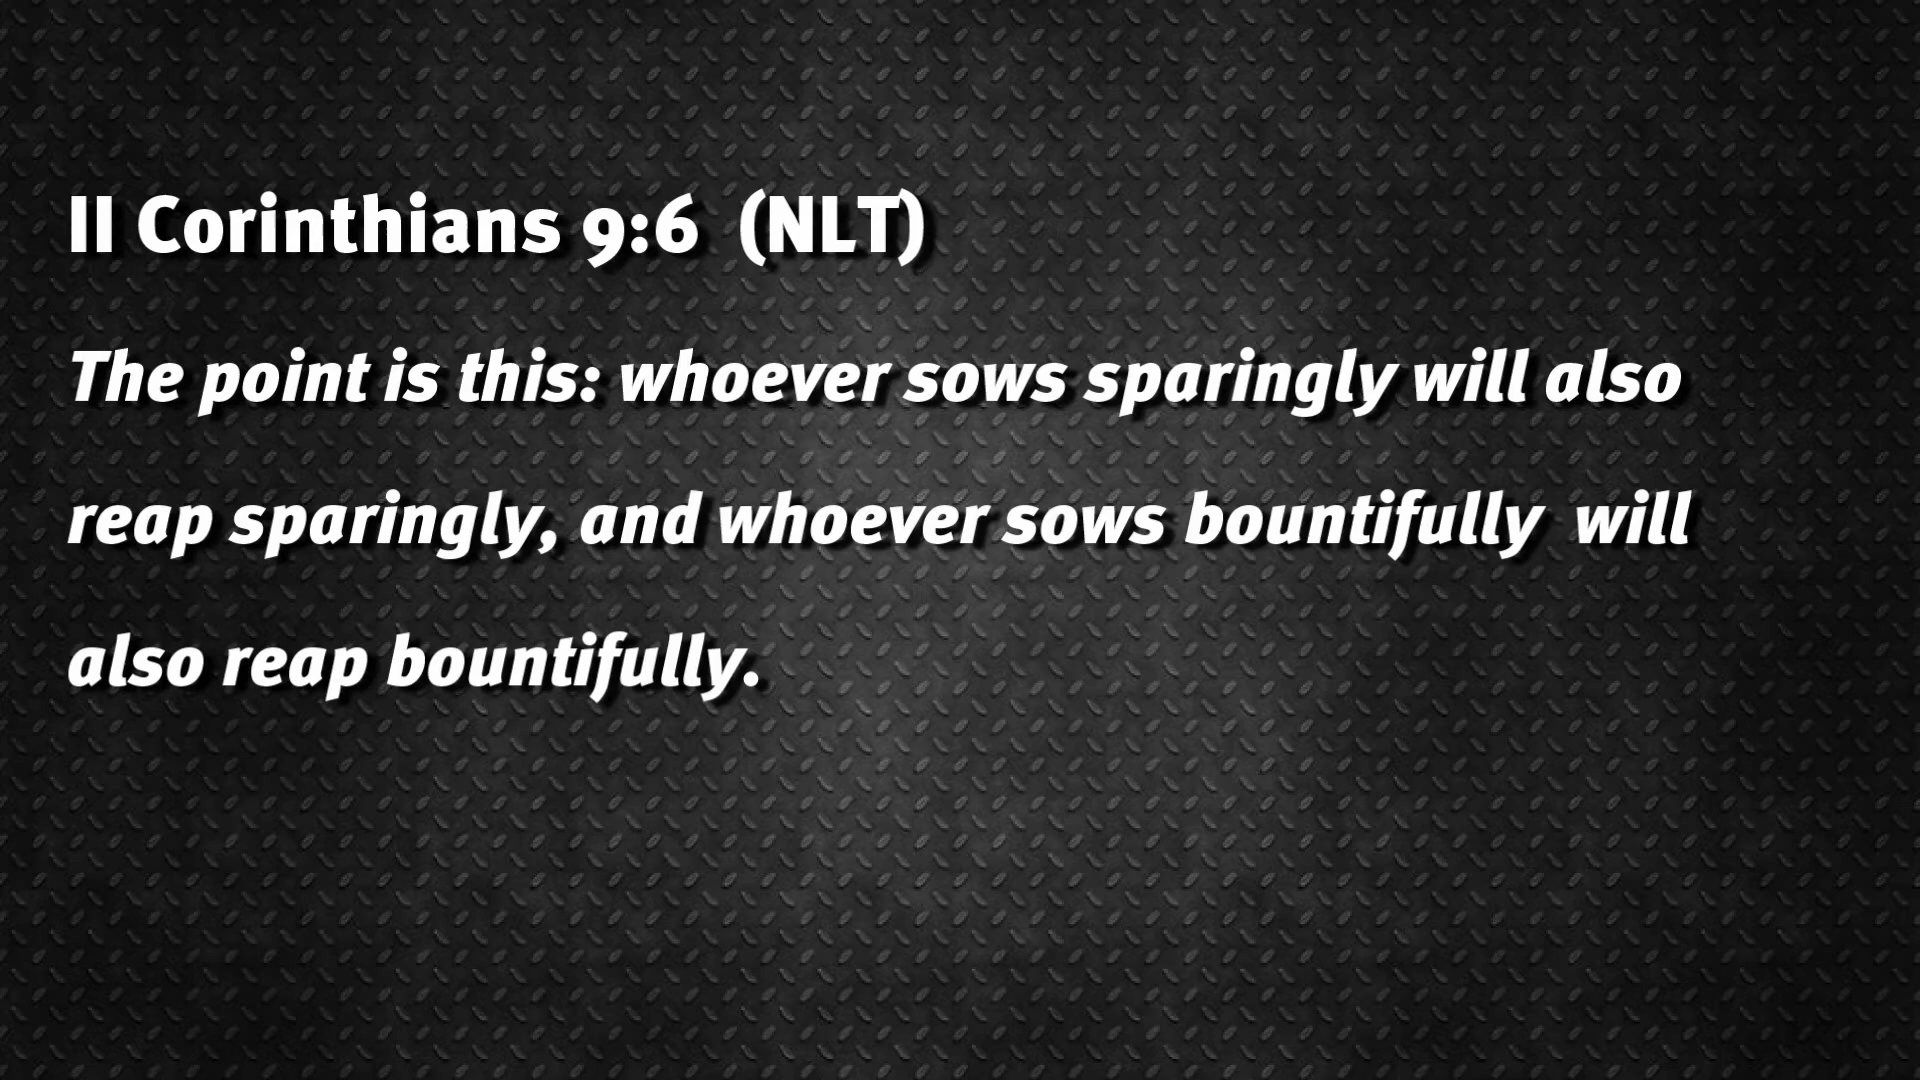 II Corinthians 9:6  (NLT)
The point is this: whoever sows sparingly will also
reap sparingly, and whoever sows bountifully  will
also reap bountifully.